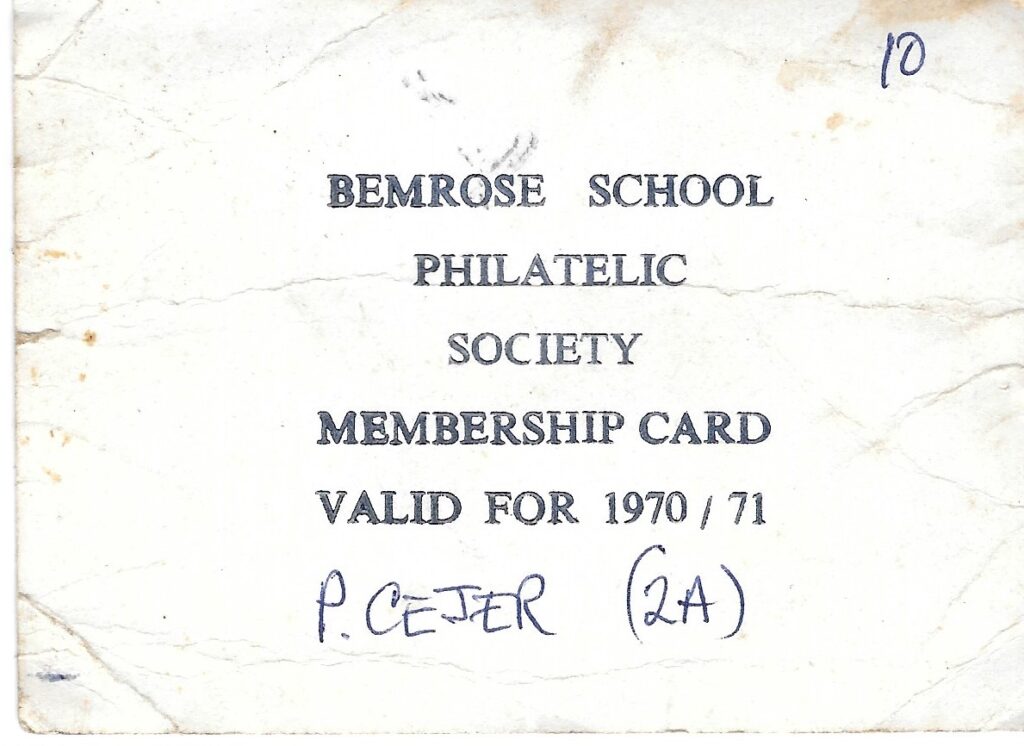 10
BEMROSE SCHOOL
PHILATELIC
SOCIETY
MEMBERSHIP CARD
VALID FOR 1970 / 71
P. CEJER (2A)